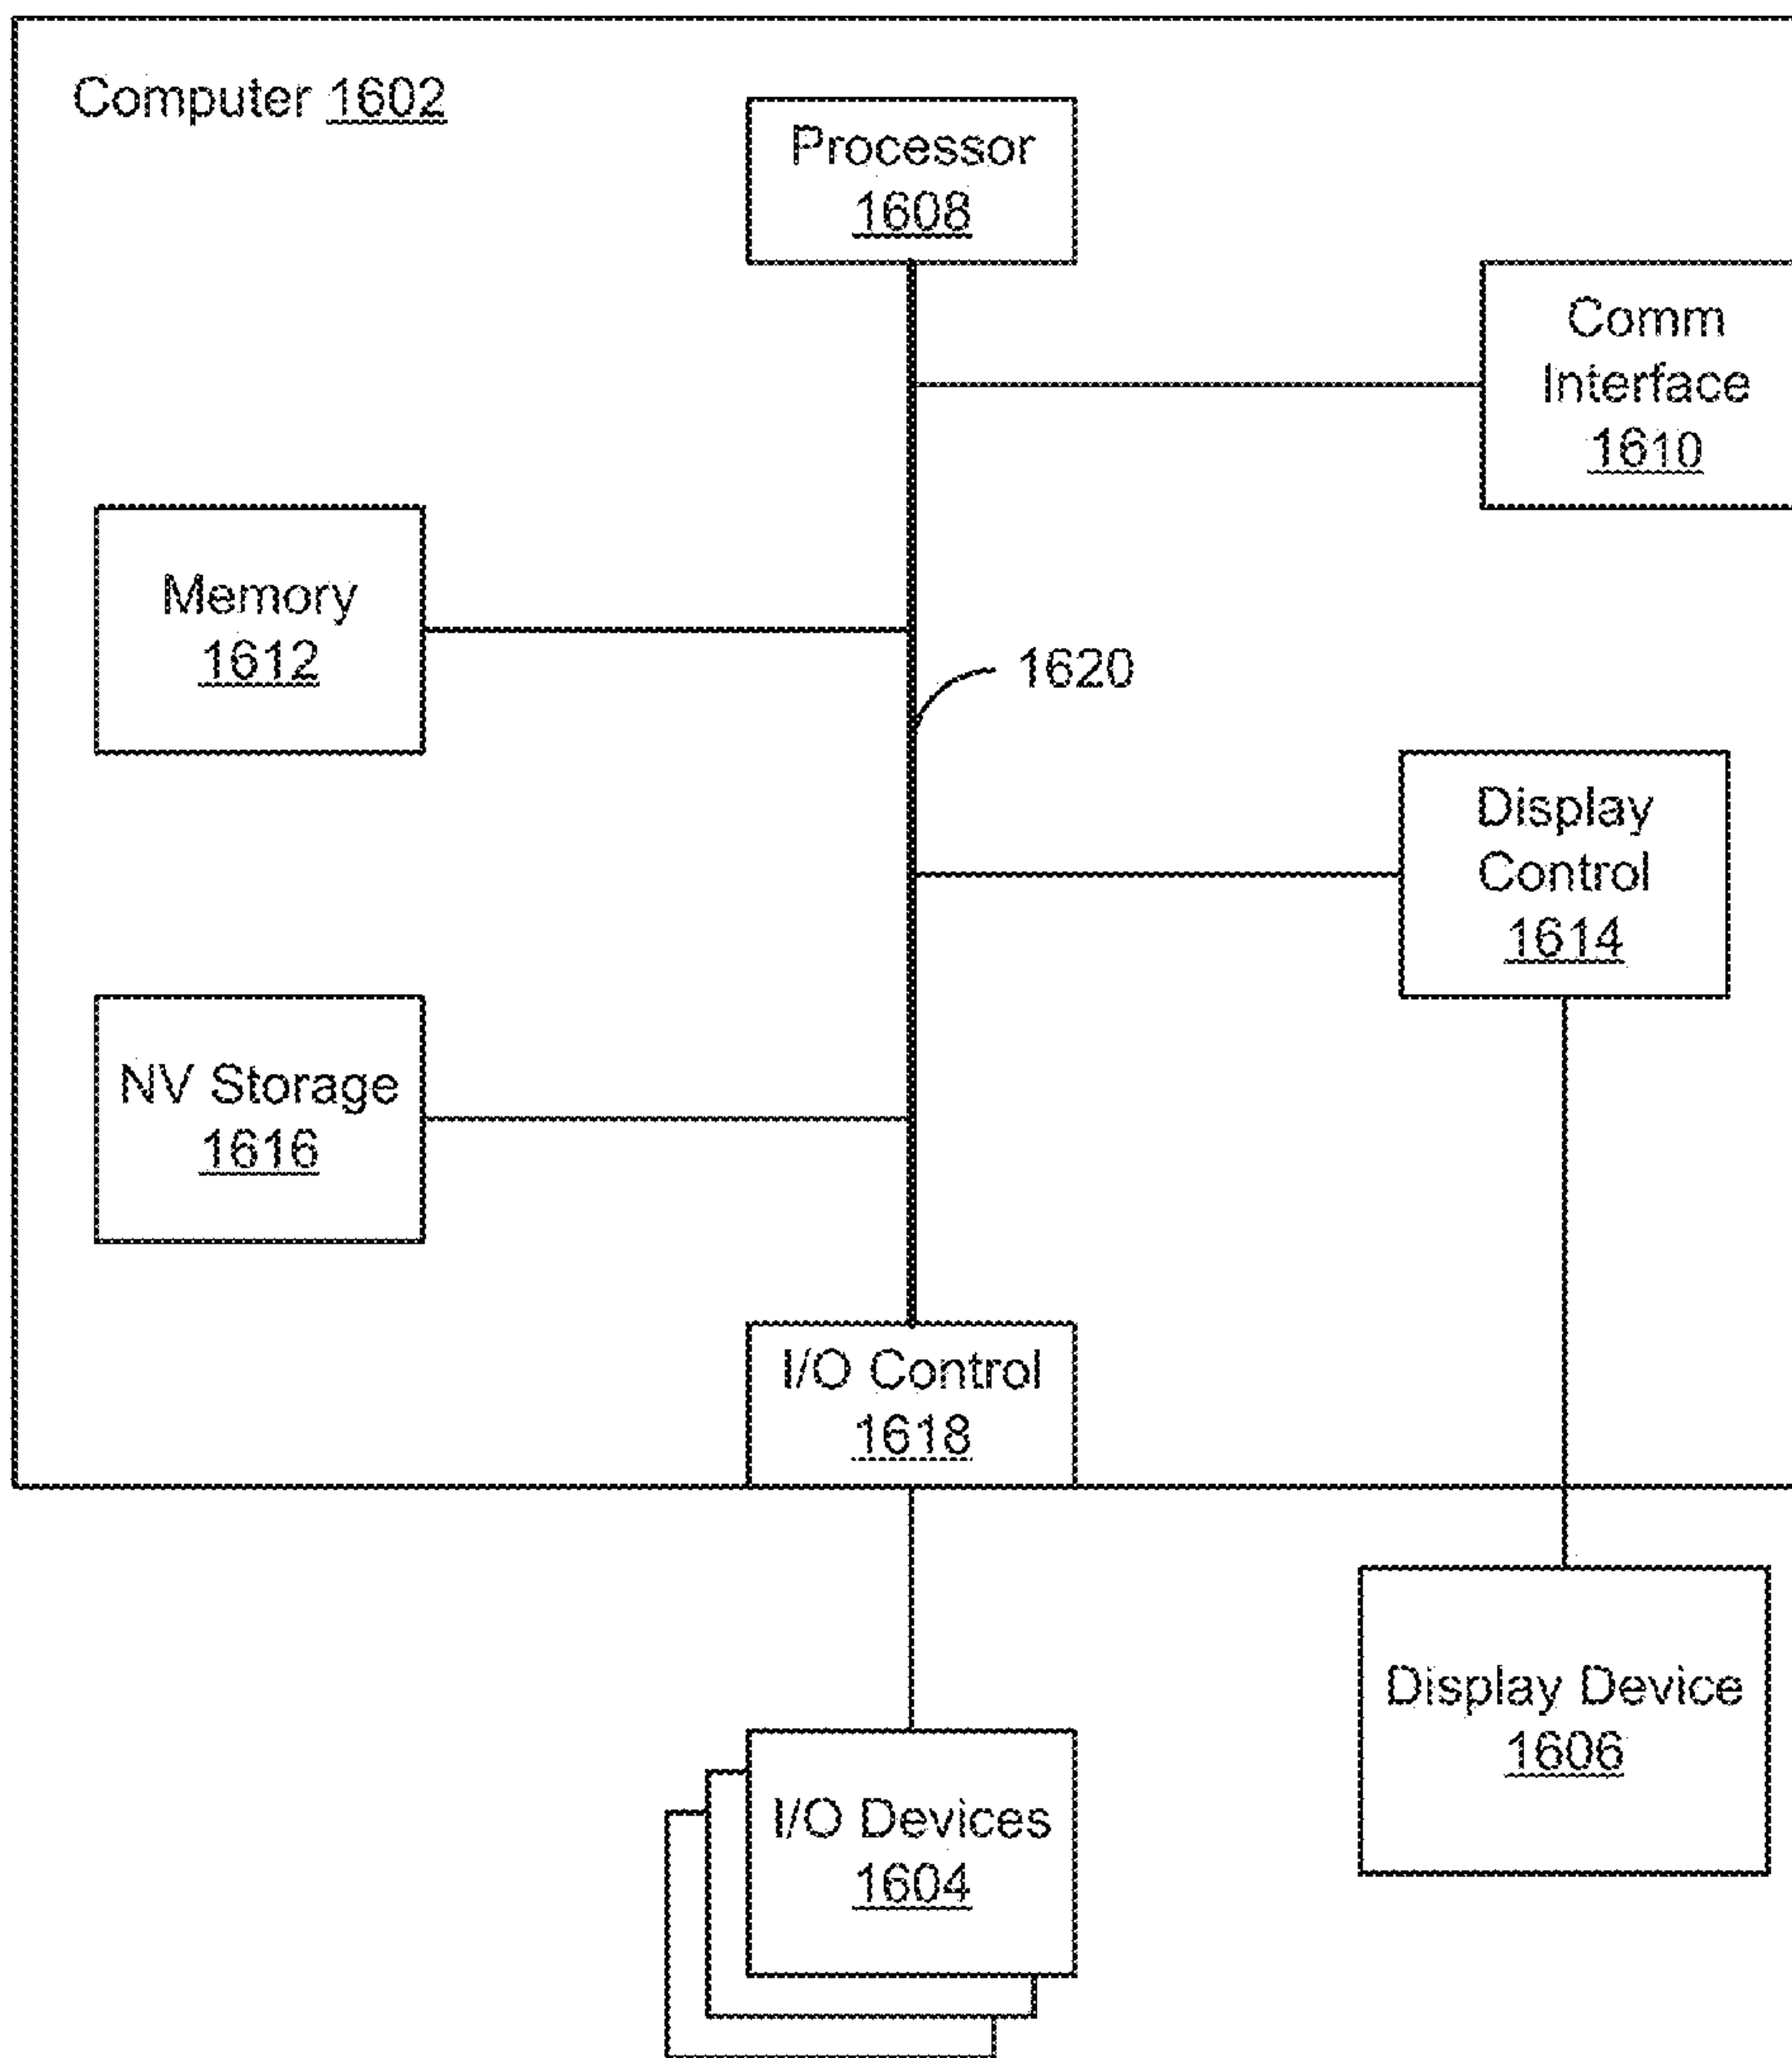 Computer 1602
Processor
1608
Comm
Interface
1610
Memory
1612
1620
Display
Control
1614
NV Storage
1616
I/O Control
1618
Display Device
1606
I/O Devices
1604